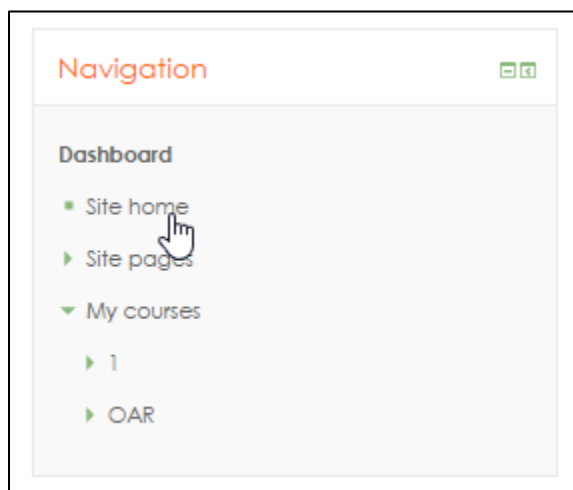 Navigation
Dashboard
Site home
Site pages
My courses
1
OAR